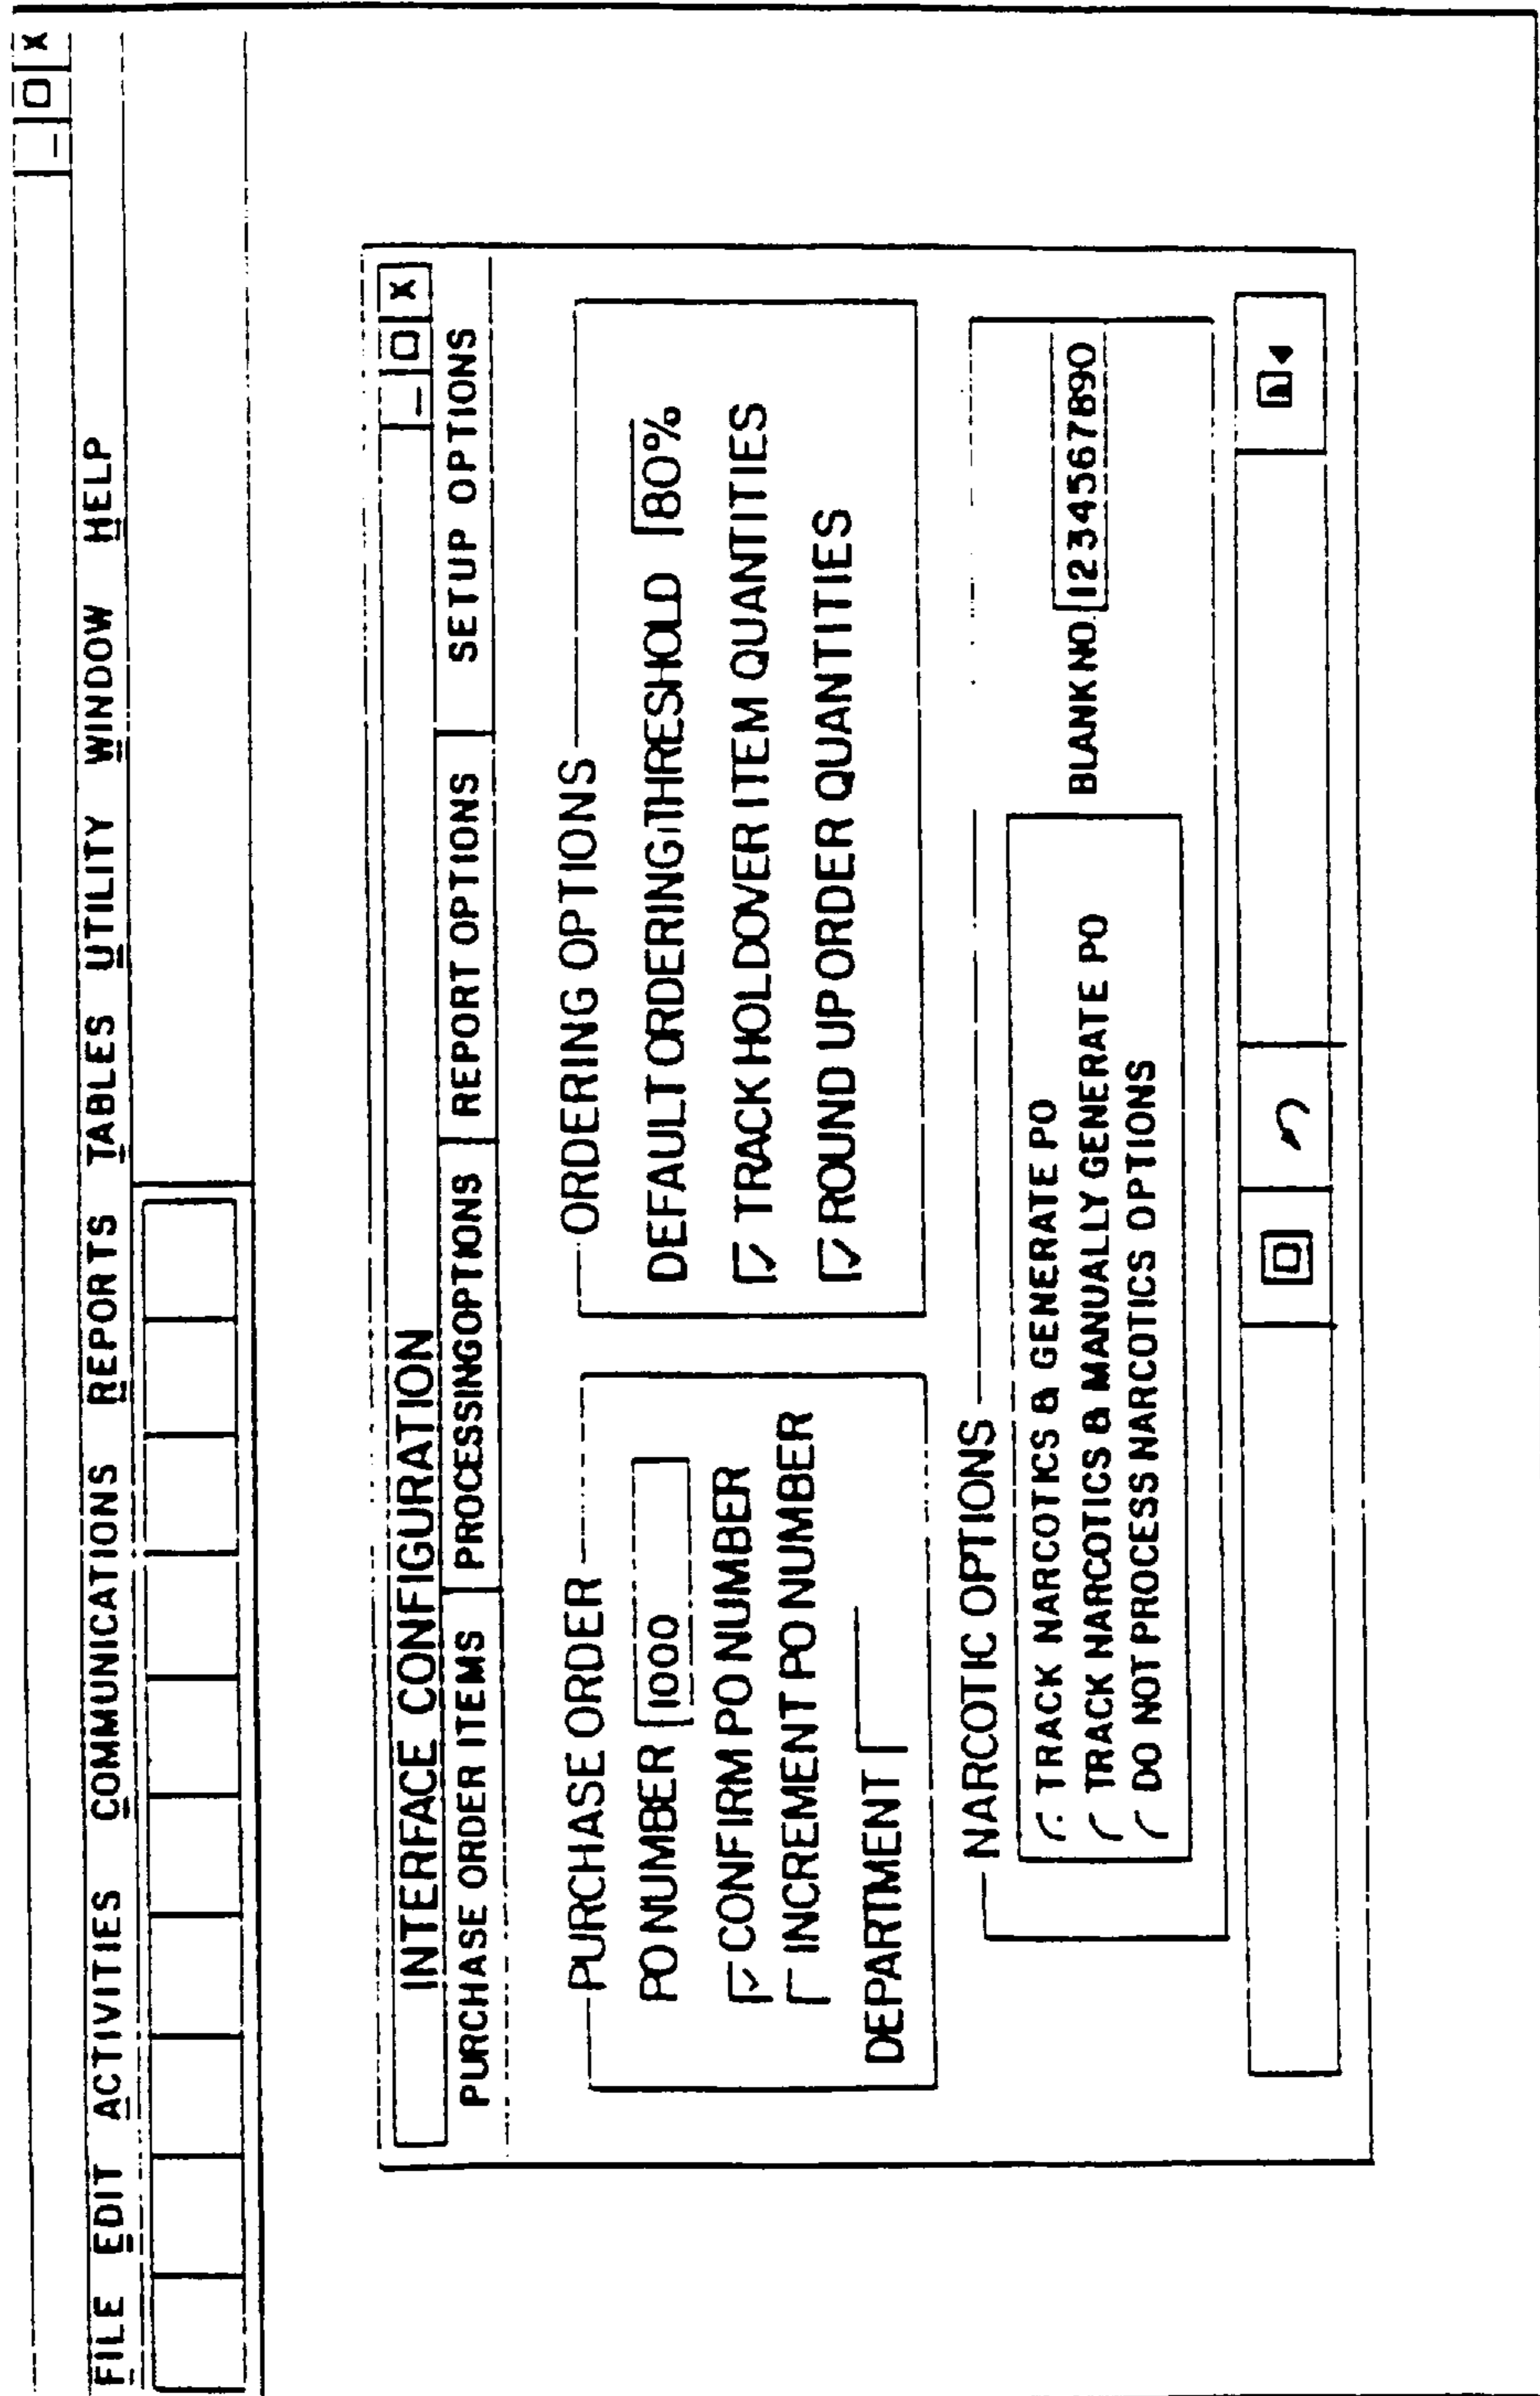 FILE EDIT ACTIVITIES COMMUNICATIONS REPORTS TABLES UTILITY WINDOW HELP
INTERFACE CONFIGURATION
PURCHASE ORDER ITEMS PROCESSING OPTIONS REPORT OPTIONS SETUP OPTIONS
PURCHASE ORDER
PO NUMBER 1000
CONFIRM PO NUMBER
INCREMENT PO NUMBER
DEPARTMENT
ORDERING OPTIONS
DEFAULT ORDERING THRESHOLD 80%
TRACK HOLDOVER ITEM QUANTITIES
ROUND UP ORDER QUANTITIES
NARCOTIC OPTIONS
TRACK NARCOTICS & GENERATE PO
TRACK NARCOTICS & MANUALLY GENERATE PO
DO NOT PROCESS NARCOTICS OPTIONS
BLANK NO. 1234567890